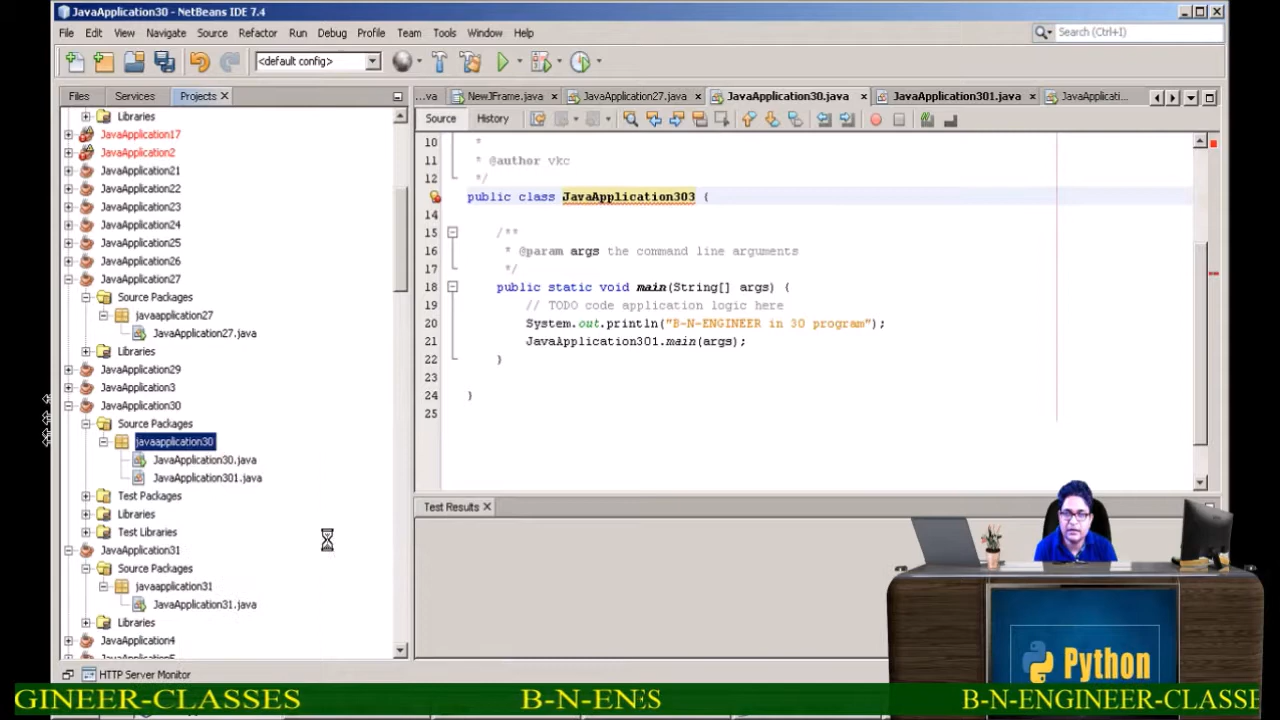 JavaApplication30 - NetBeans IDE 7.4
File Edit View Navigate Source Refactor Run Debug Profile Team Tools Window Help
Search (Ctrl+I)
<default config>
Files Services Projects
...va NewJFrame.java JavaApplication27.java JavaApplication30.java JavaApplication301.java JavaApplicati...
Source History
Libraries
JavaApplication17
JavaApplication2
JavaApplication21
JavaApplication22
JavaApplication23
JavaApplication24
JavaApplication25
JavaApplication26
JavaApplication27
Source Packages
javaapplication27
JavaApplication27.java
Libraries
JavaApplication29
JavaApplication3
JavaApplication30
Source Packages
javaapplication30
JavaApplication30.java
JavaApplication301.java
Test Packages
Libraries
Test Libraries
JavaApplication31
Source Packages
javaapplication31
JavaApplication31.java
Libraries
JavaApplication4
10 *
11 * @author vkc
12 */
public class JavaApplication303 {
14
15 /**
16 * @param args the command line arguments
17 */
18 public static void main(String[] args) {
19 // TODO code application logic here
20 System.out.println("B-N-ENGINEER in 30 program");
21 JavaApplication301.main(args);
22 }
23
24 }
25
Test Results
HTTP Server Monitor
Python
GINEER-CLASSES B-N-ENES B-N-ENGINEER-CLASSE